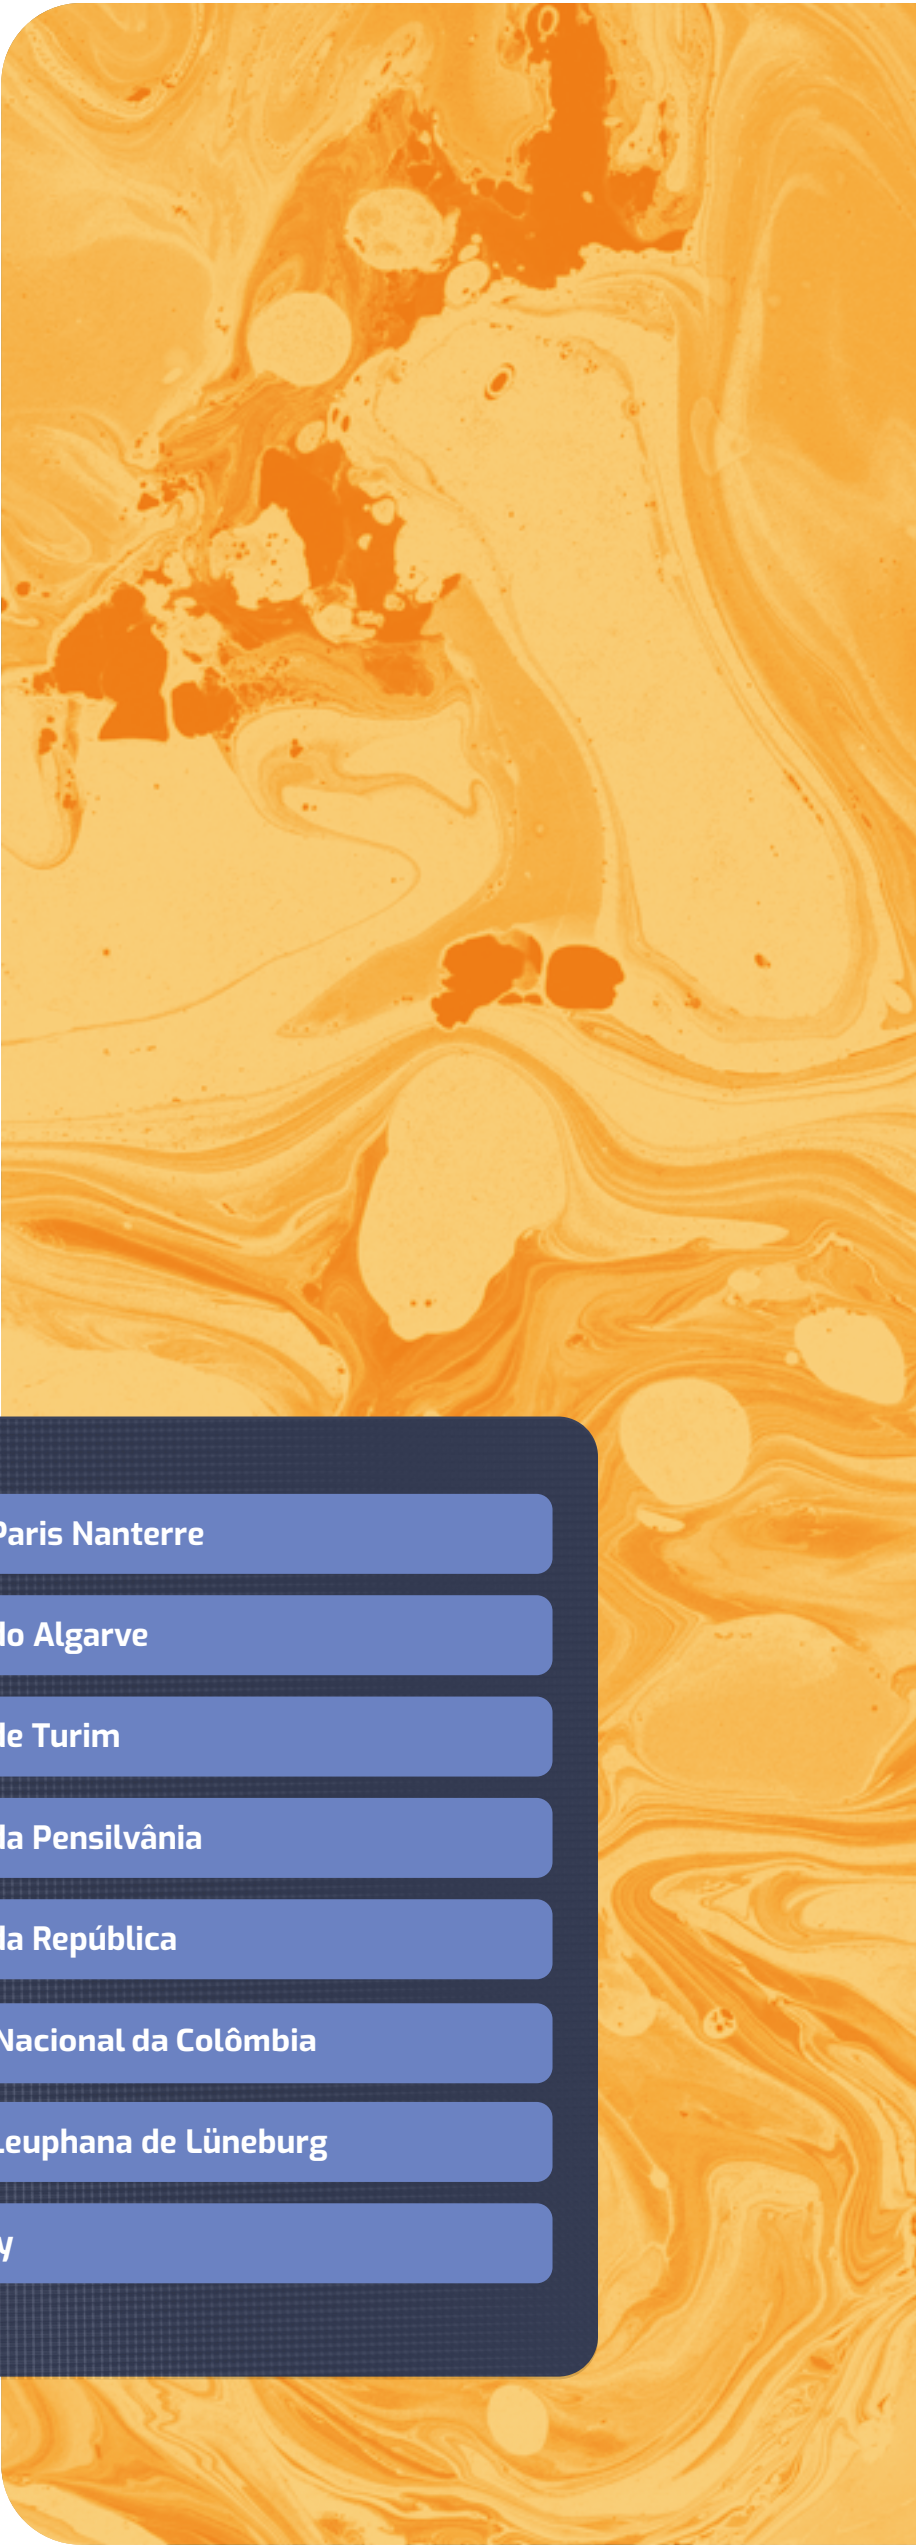 Paris Nanterre
do Algarve
de Turim
da Pensilvânia
da República
Nacional da Colômbia
Leuphana de Lüneburg
y